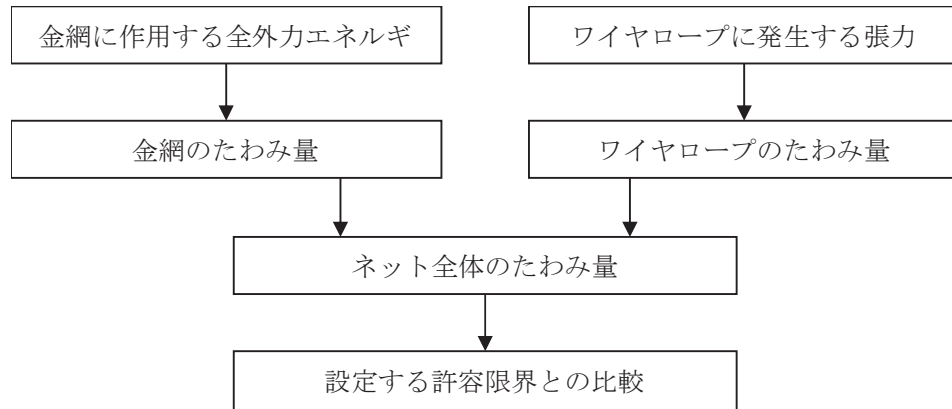 金網に作用する全外力エネルギ
ワイヤロープに発生する張力
金網のたわみ量
ワイヤロープのたわみ量
ネット全体のたわみ量
設定する許容限界との比較